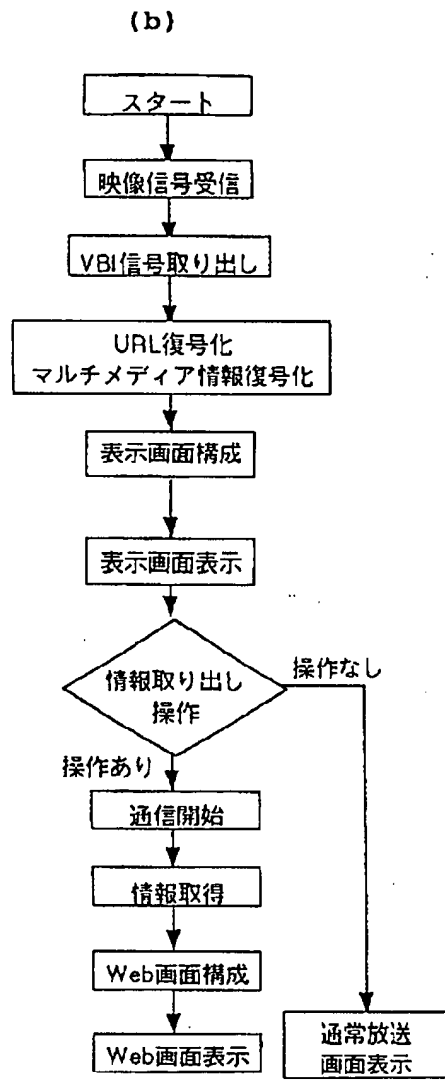 (b)
スタート
映像信号受信
VBI信号取り出し
URL復号化
マルチメディア情報復号化
表示画面構成
表示画面表示
情報取り出し
操作
操作なし
操作あり
通信開始
情報取得
Web画面構成
Web画面表示
通常放送
画面表示